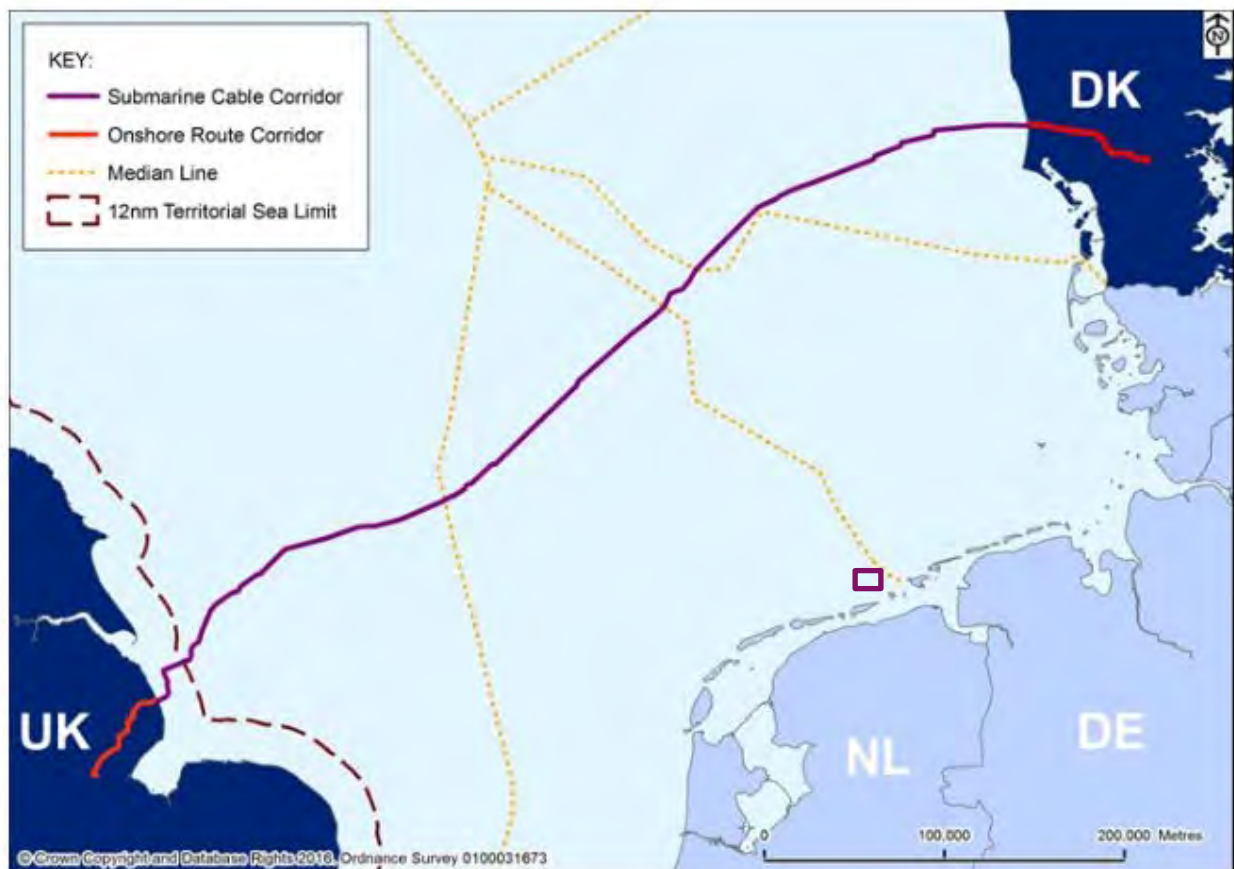 KEY:
Submarine Cable Corridor
Onshore Route Corridor
Median Line
12nm Territorial Sea Limit
N
DK
UK
NL
DE
0 100,000 200,000 Metres
© Crown Copyright and Database Rights 2016, Ordnance Survey 0100031673